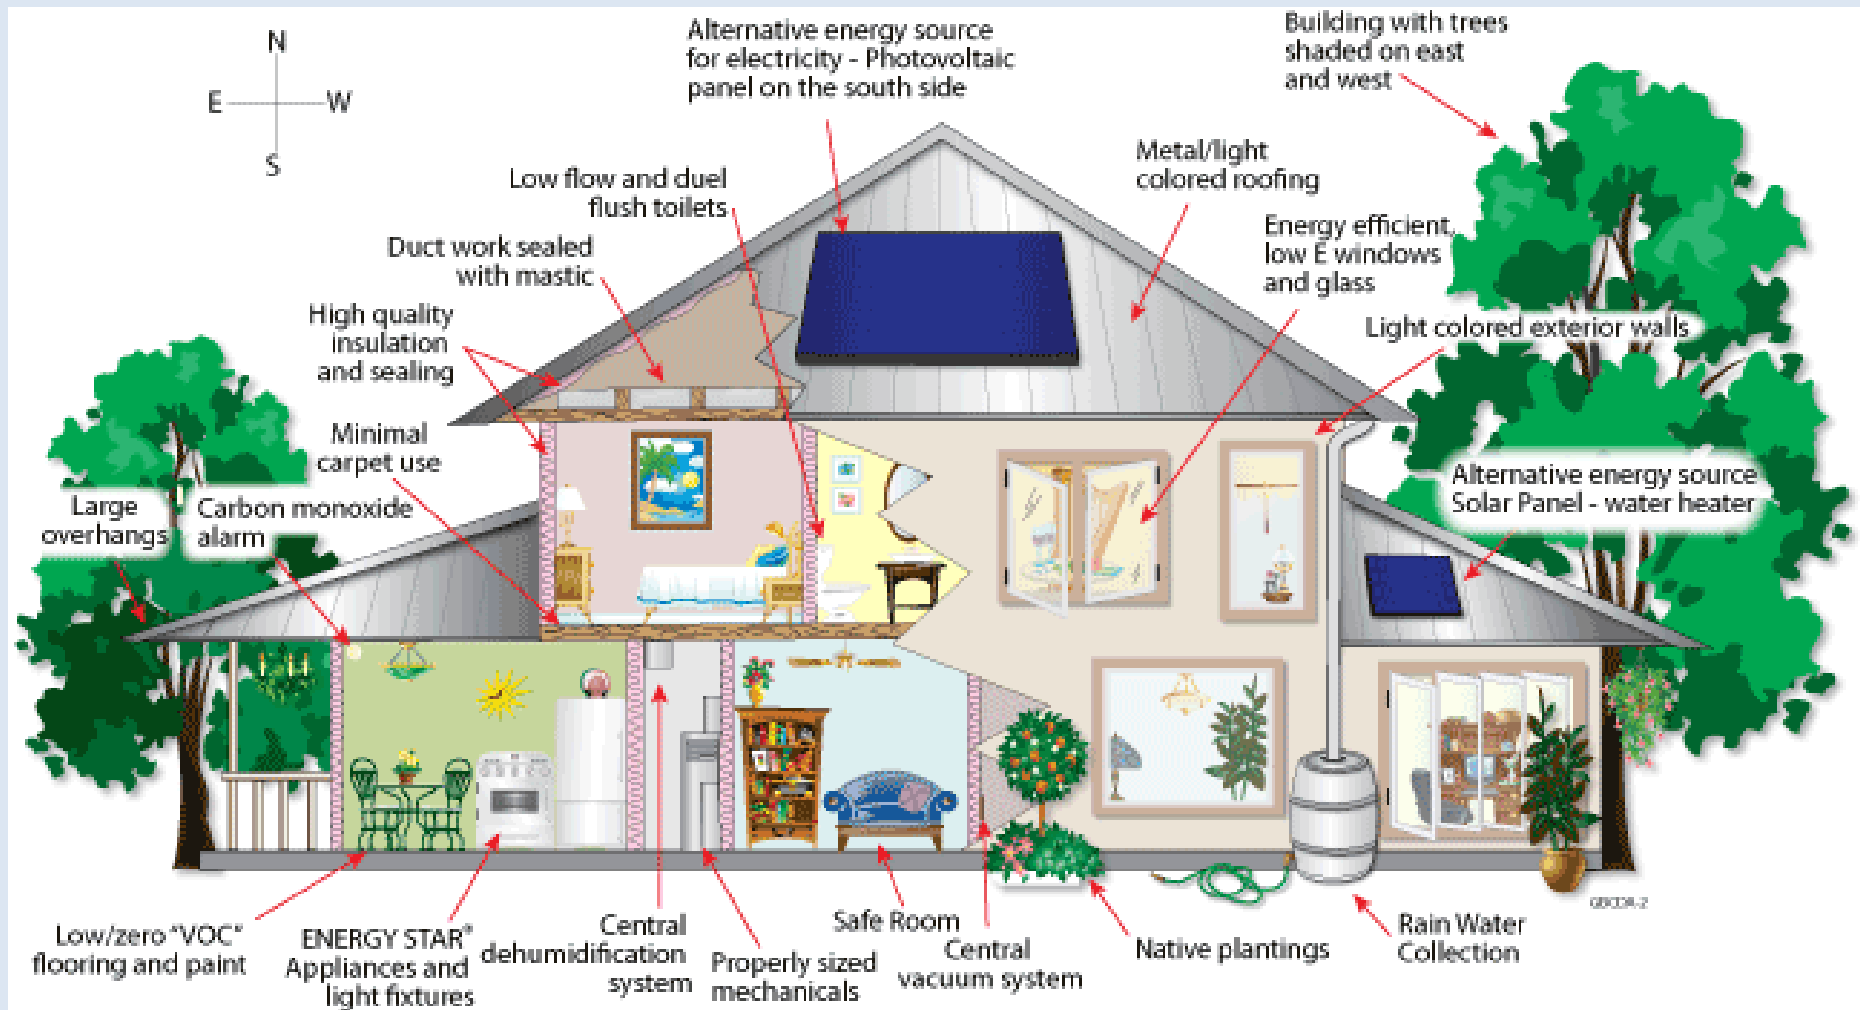 N
E
W
S
Alternative energy source
for electricity - Photovoltaic
panel on the south side
Building with trees
shaded on east
and west
Metal/light
colored roofing
Low flow and duel
flush toilets
Energy efficient,
low E windows
and glass
Duct work sealed
with mastic
High quality
insulation
and sealing
Light colored exterior walls
Minimal
carpet use
Alternative energy source
Solar Panel - water heater
Large
overhangs
Carbon monoxide
alarm
Low/zero “VOC”
flooring and paint
ENERGY STAR®
Appliances and
light fixtures
Central
dehumidification
system
Properly sized
mechanicals
Safe Room
Central
vacuum system
Native plantings
Rain Water
Collection